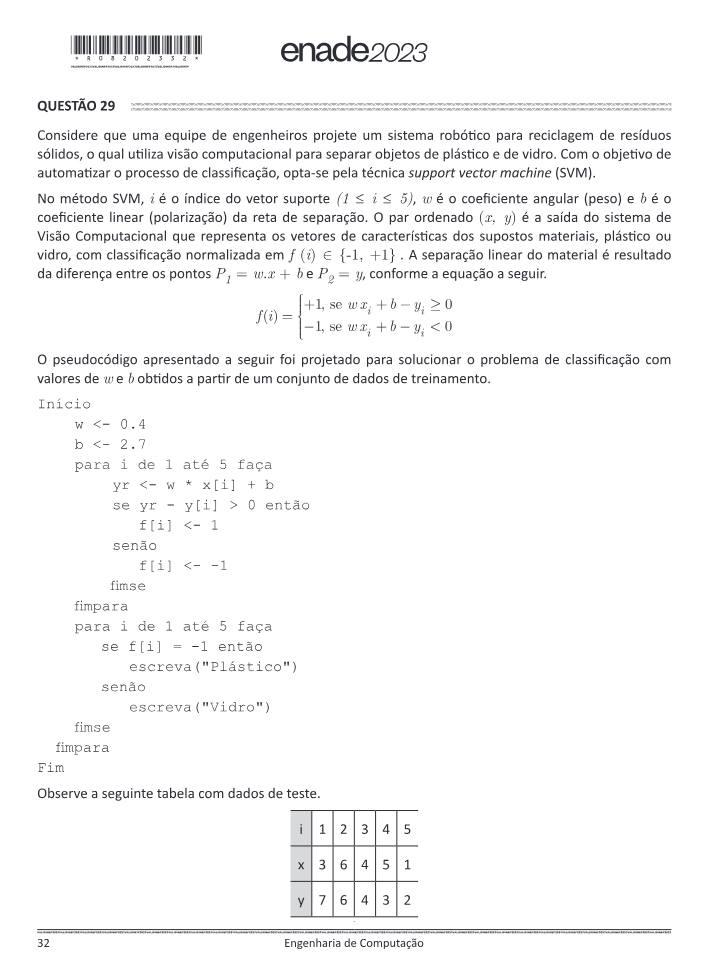 * R 0 8 2 0 2 3 3 2 *
enade2023
QUESTÃO 29
Considere que uma equipe de engenheiros projete um sistema robótico para reciclagem de resíduos
sólidos, o qual utiliza visão computacional para separar objetos de plástico e de vidro. Com o objetivo de
automatizar o processo de classificação, opta-se pela técnica support vector machine (SVM).
No método SVM, i é o índice do vetor suporte (1 ≤ i ≤ 5), w é o coeficiente angular (peso) e b é o
coeficiente linear (polarização) da reta de separação. O par ordenado (x, y) é a saída do sistema de
Visão Computacional que representa os vetores de características dos supostos materiais, plástico ou
vidro, com classificação normalizada em f (i) ∈ {-1, +1} . A separação linear do material é resultado
da diferença entre os pontos P₁ = w.x + b e P₂ = y, conforme a equação a seguir.
f(i) = { +1, se w xᵢ + b − yᵢ ≥ 0
−1, se w xᵢ + b − yᵢ < 0
O pseudocódigo apresentado a seguir foi projetado para solucionar o problema de classificação com
valores de w e b obtidos a partir de um conjunto de dados de treinamento.
Início
w <- 0.4
b <- 2.7
para i de 1 até 5 faça
yr <- w * x[i] + b
se yr - y[i] > 0 então
f[i] <- 1
senão
f[i] <- -1
fimse
fimpara
para i de 1 até 5 faça
se f[i] = -1 então
escreva("Plástico")
senão
escreva("Vidro")
fimse
fimpara
Fim
Observe a seguinte tabela com dados de teste.
i 1 2 3 4 5
x 3 6 4 5 1
y 7 6 4 3 2
32 Engenharia de Computação